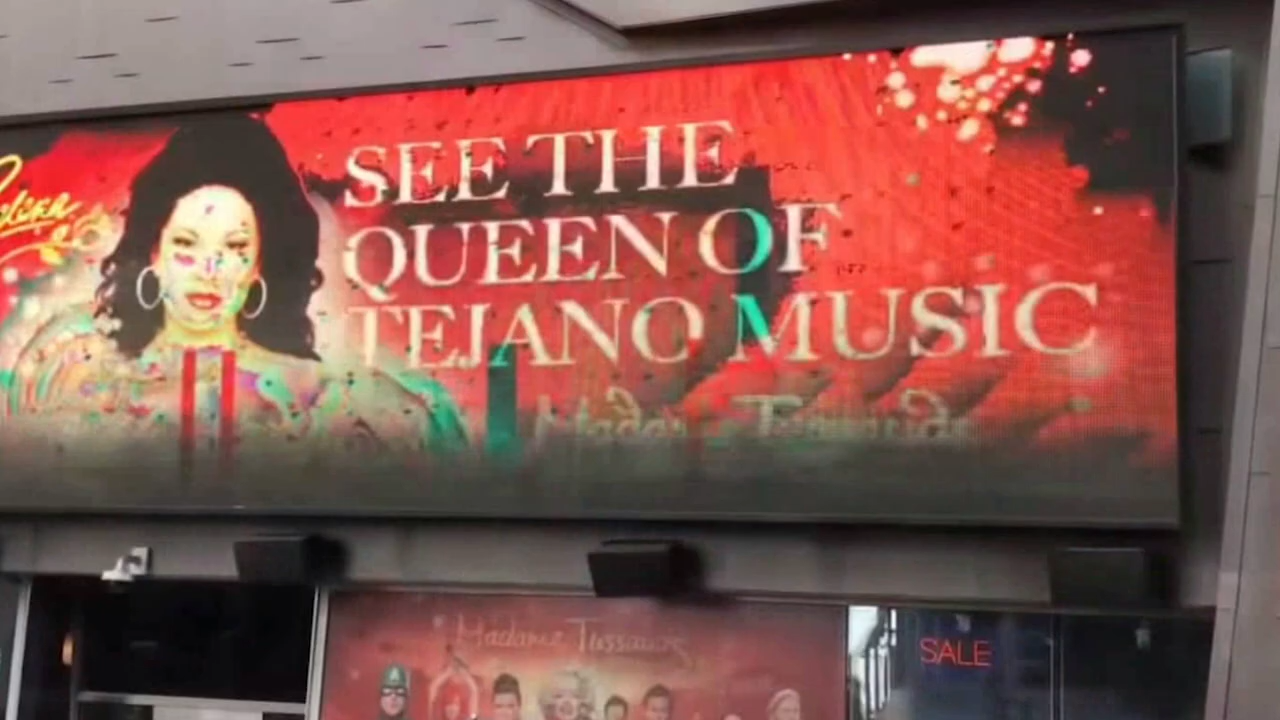 Selena
SEE THE
QUEEN OF
TEJANO MUSIC
Madame Tussauds
Madame Tussauds
SALE